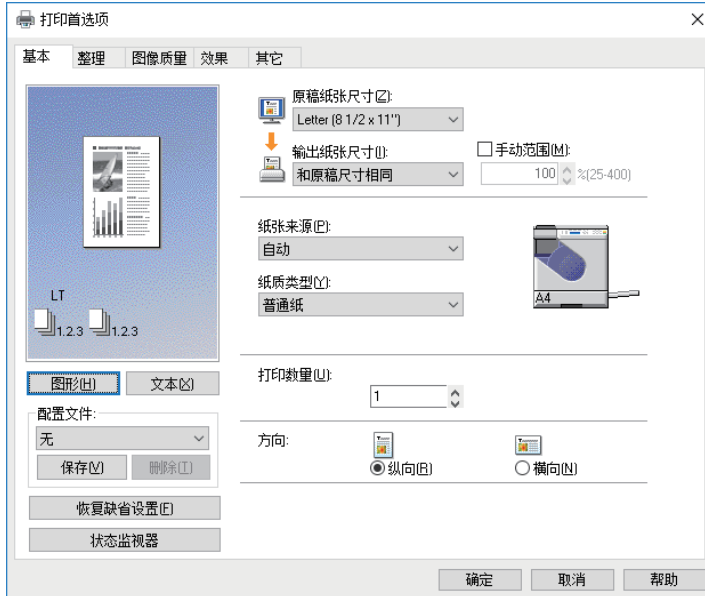 打印首选项
基本 整理 图像质量 效果 其它
原稿纸张尺寸(Z):
Letter (8 1/2 x 11")
输出纸张尺寸(I):
和原稿尺寸相同
手动范围(M):
100 %(25-400)
纸张来源(P):
自动
纸质类型(Y):
普通纸
A4
LT
1.2.3 1.2.3
图形(H) 文本(X)
配置文件:
无
保存(V) 删除(T)
恢复缺省设置(F)
状态监视器
打印数量(U):
1
方向:
纵向(R) 横向(N)
确定 取消 帮助